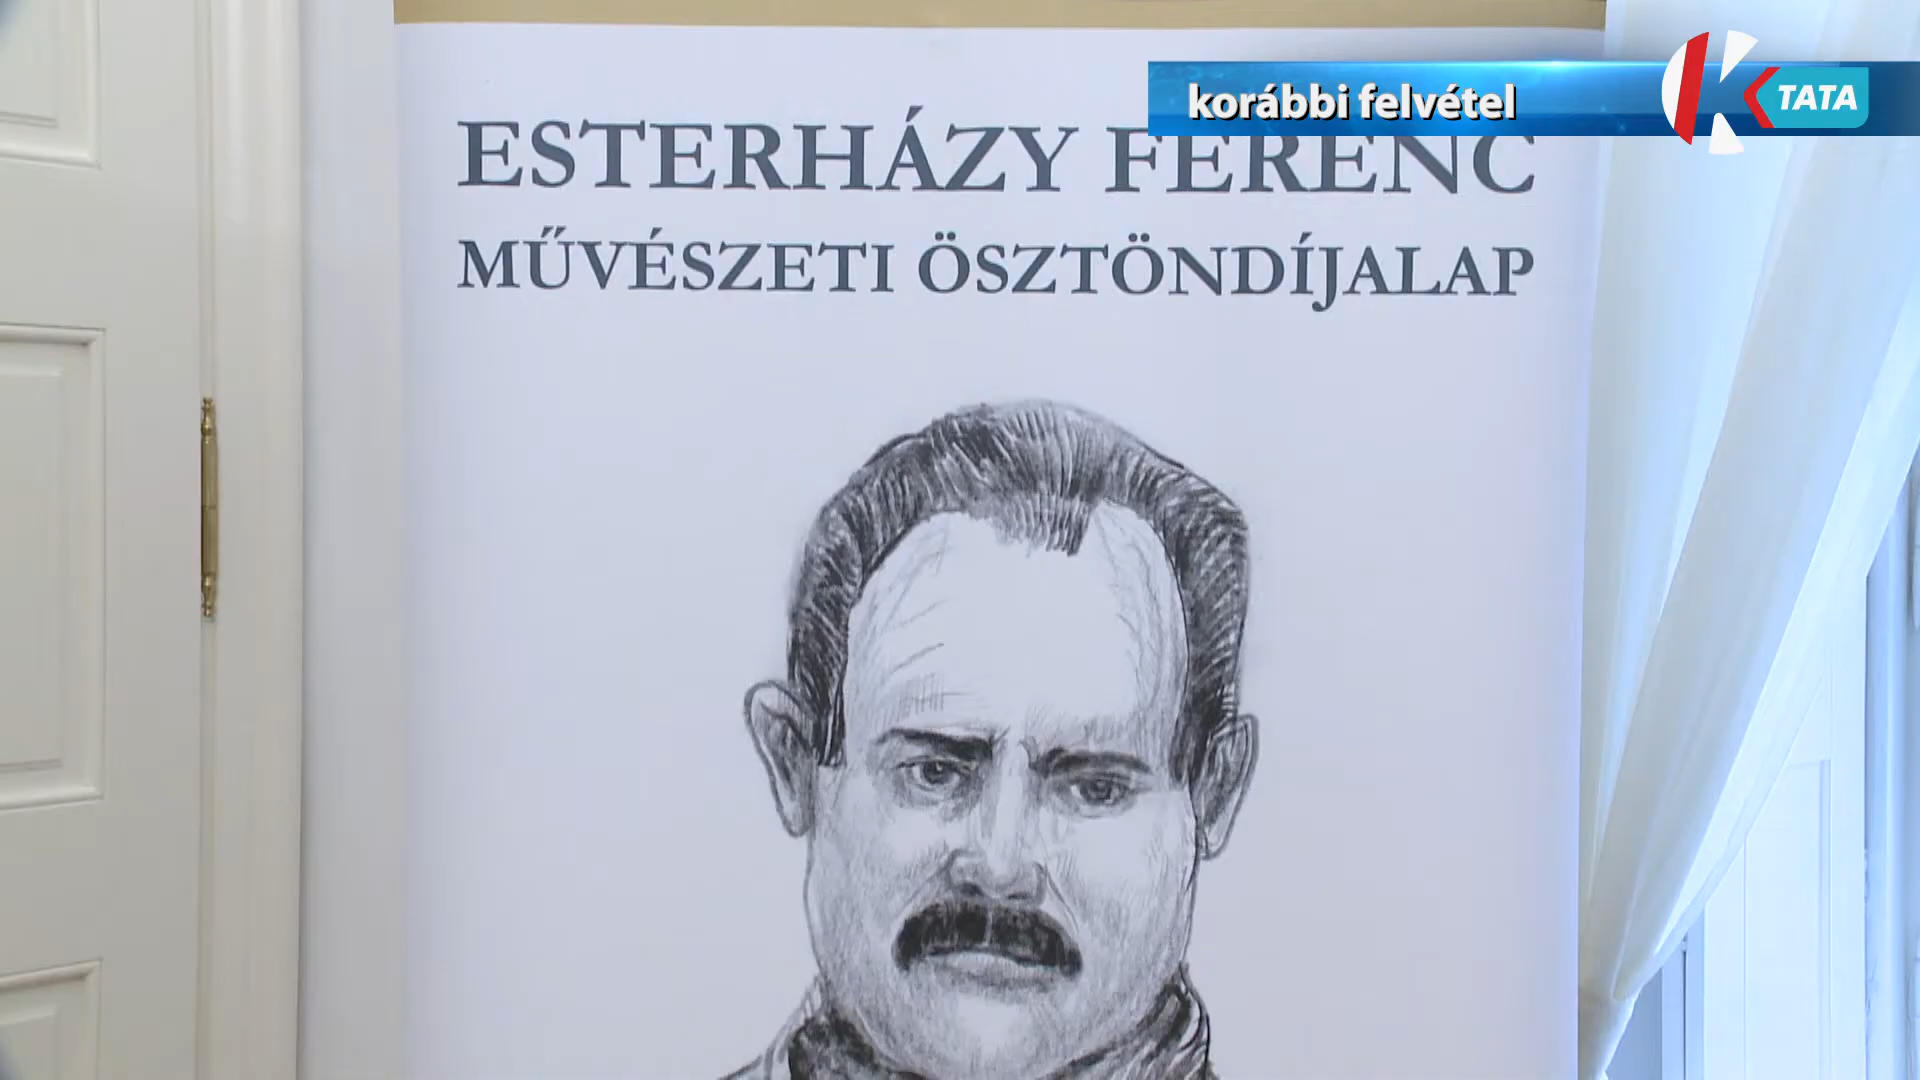 korábbi felvétel
K TATA
ESTERHÁZY FERENC
MŰVÉSZETI ÖSZTÖNDÍJALAP